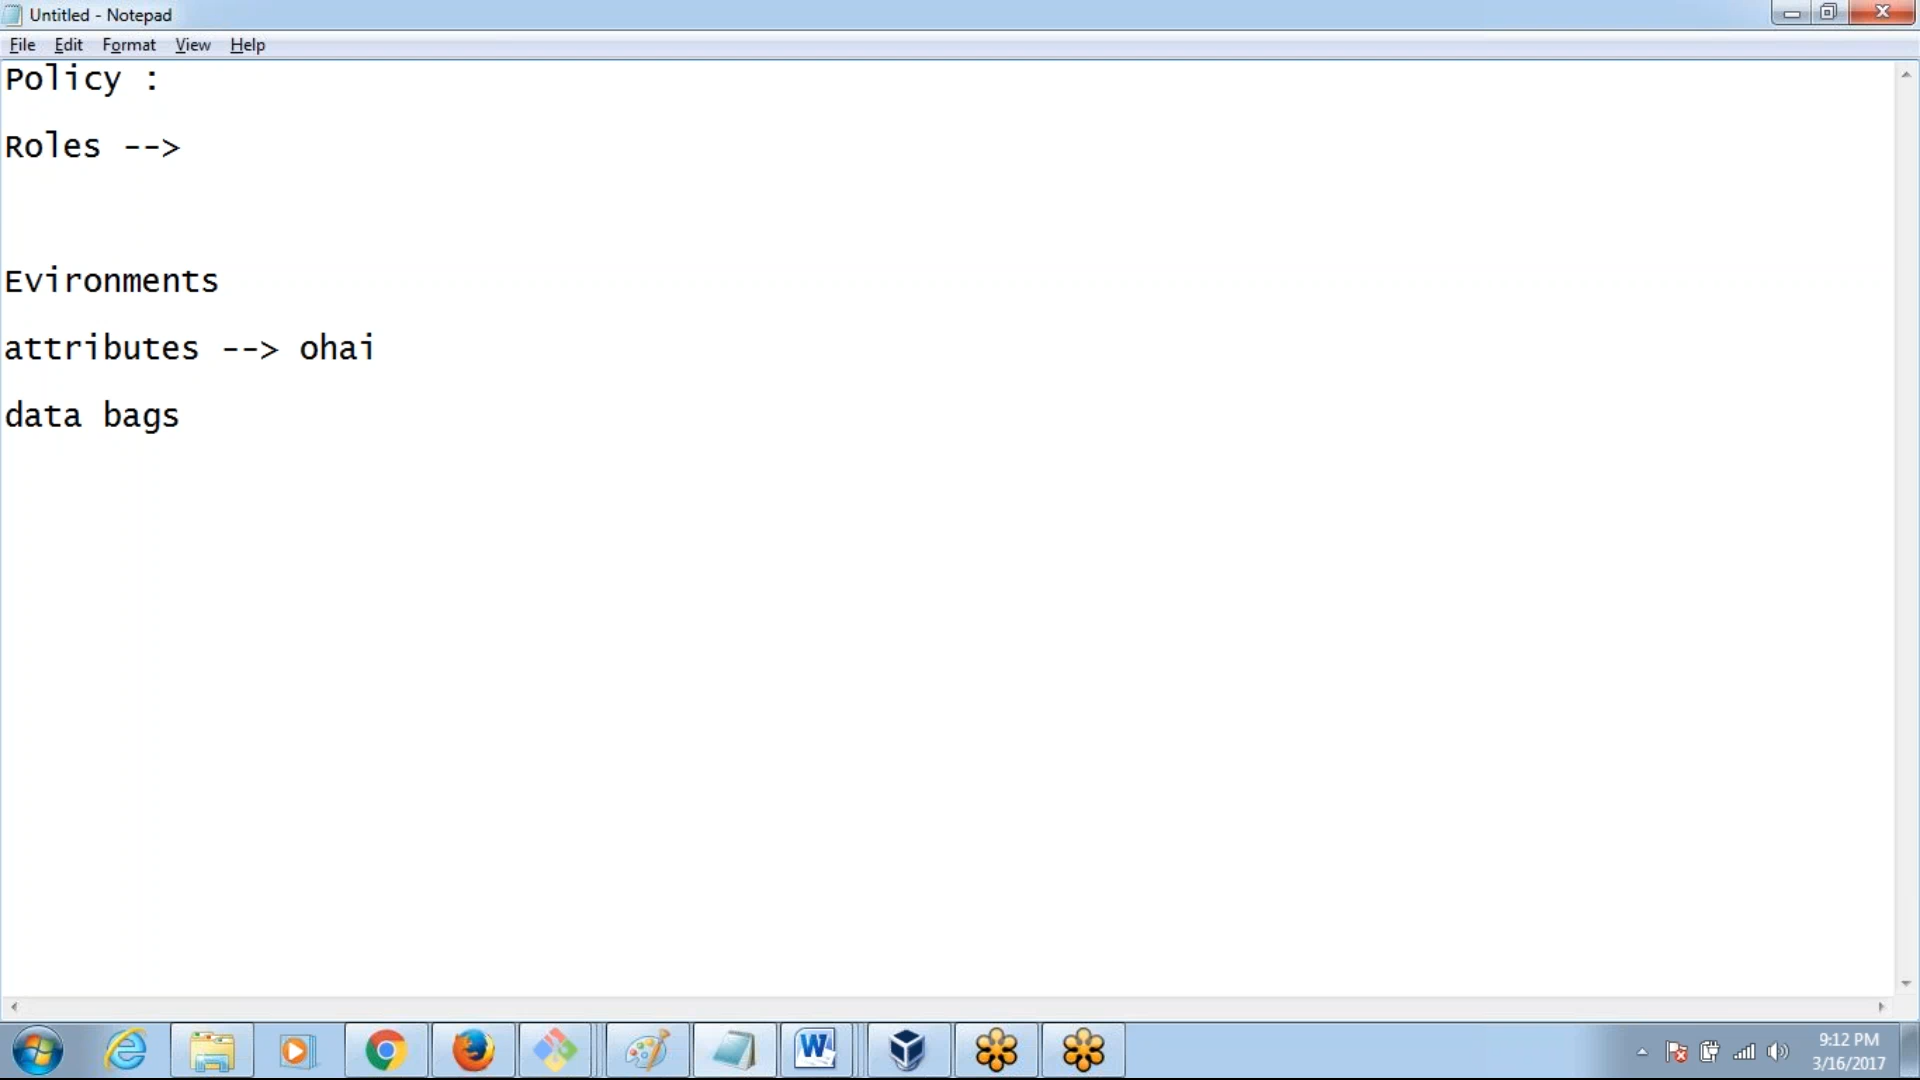 Untitled - Notepad
File Edit Format View Help
Policy :
Roles -->
Evironments
attributes --> ohai
data bags
9:12 PM
3/16/2017